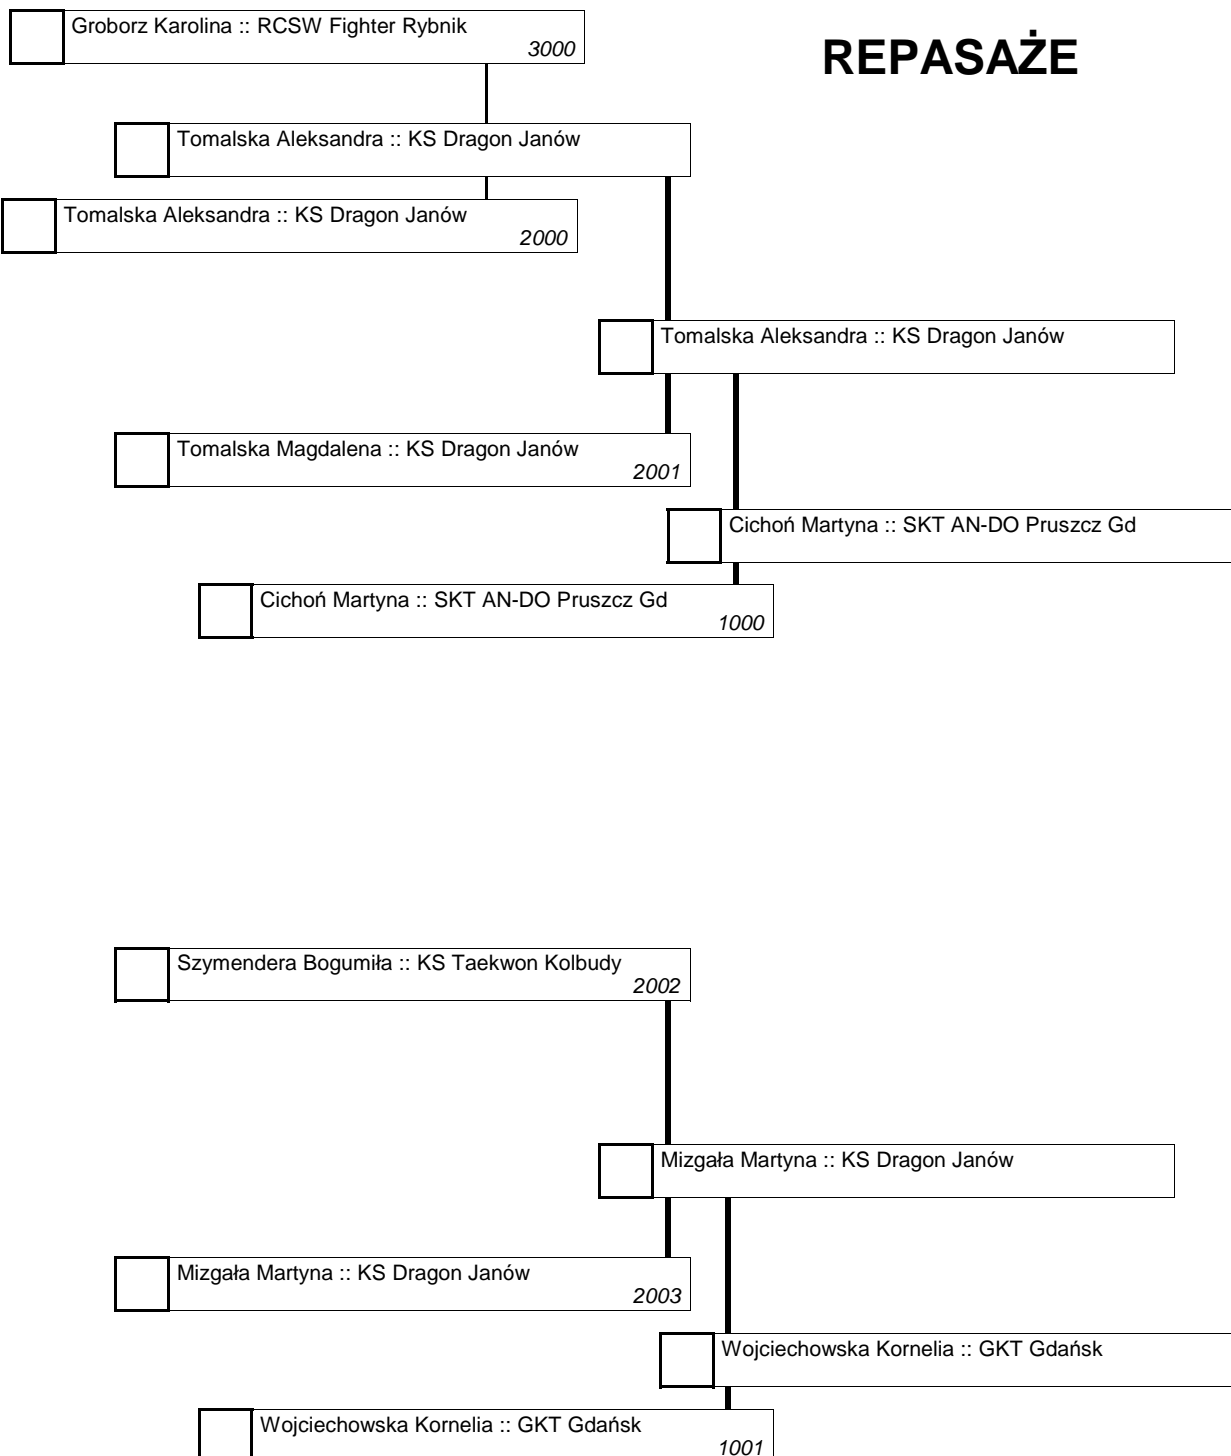 Groborz Karolina :: RCSW Fighter Rybnik
3000
REPASAŻE
Tomalska Aleksandra :: KS Dragon Janów
Tomalska Aleksandra :: KS Dragon Janów
2000
Tomalska Aleksandra :: KS Dragon Janów
Tomalska Magdalena :: KS Dragon Janów
2001
Cichoń Martyna :: SKT AN-DO Pruszcz Gd
Cichoń Martyna :: SKT AN-DO Pruszcz Gd
1000
Szymendera Bogumiła :: KS Taekwon Kolbudy
2002
Mizgała Martyna :: KS Dragon Janów
Mizgała Martyna :: KS Dragon Janów
2003
Wojciechowska Kornelia :: GKT Gdańsk
Wojciechowska Kornelia :: GKT Gdańsk
1001